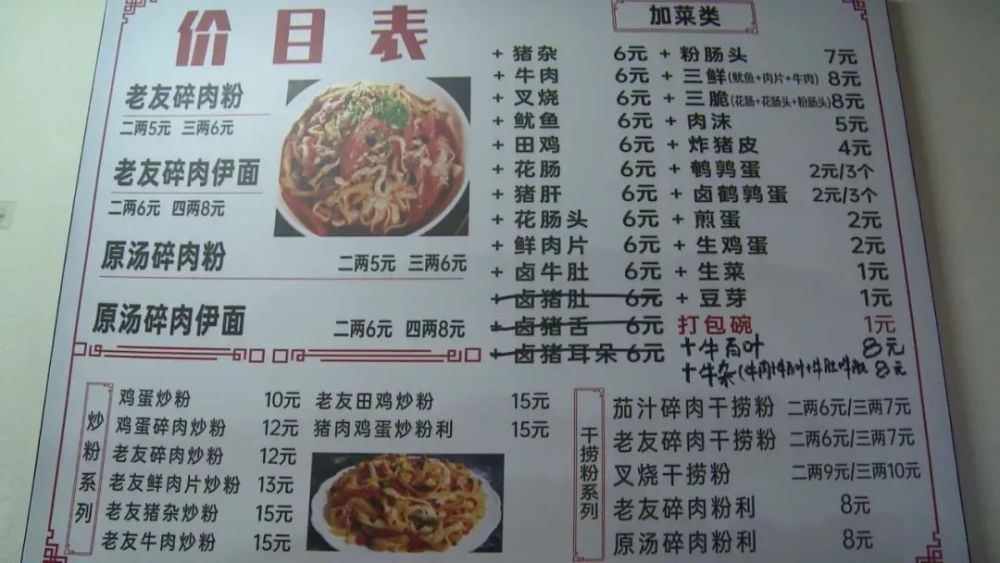 价目表
老友碎肉粉
二两5元 三两6元
老友碎肉伊面
二两6元 四两8元
原汤碎肉粉 二两5元 三两6元
原汤碎肉伊面 二两6元 四两8元
加菜类
+ 猪杂 6元
+ 牛肉 6元
+ 叉烧 6元
+ 鱿鱼 6元
+ 田鸡 6元
+ 花肠 6元
+ 猪肝 6元
+ 花肠头 6元
+ 鲜肉片 6元
+ 卤牛肚 6元
+ 卤猪肚 6元
+ 卤猪舌 6元
+ 卤猪耳朵 6元
+ 粉肠头 7元
+ 三鲜(鱿鱼+肉片+牛肉) 8元
+ 三脆(花肠+花肠头+粉肠头) 8元
+ 肉沫 5元
+ 炸猪皮 4元
+ 鹌鹑蛋 2元/3个
+ 卤鹌鹑蛋 2元/3个
+ 煎蛋 2元
+ 生鸡蛋 2元
+ 生菜 1元
+ 豆芽 1元
打包碗 1元
+牛百叶 8元
+牛杂(牛肉+牛百叶+牛肚 8元
炒粉系列
鸡蛋炒粉 10元
鸡蛋碎肉炒粉 12元
老友碎肉炒粉 12元
老友鲜肉片炒粉 13元
老友猪杂炒粉 15元
老友牛肉炒粉 15元
老友田鸡炒粉 15元
猪肉鸡蛋炒粉利 15元
干捞粉系列
茄汁碎肉干捞粉 二两6元/三两7元
老友碎肉干捞粉 二两6元/三两7元
叉烧干捞粉 二两9元/三两10元
老友碎肉粉利 8元
原汤碎肉粉利 8元